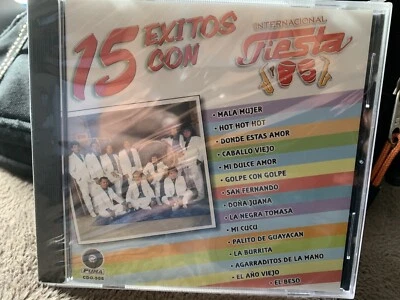 15 EXITOS
CON
INTERNACIONAL
Fiesta
• MALA MUJER
• HOT HOT HOT
• DONDE ESTAS AMOR
• CABALLO VIEJO
• MI DULCE AMOR
• GOLPE CON GOLPE
• SAN FERNANDO
• DOÑA JUANA
• LA NEGRA TOMASA
• MI CUCU
• PALITO DE GUAYACAN
• LA BURRITA
• AGARRADITOS DE LA MANO
• EL AÑO VIEJO
• EL BESO